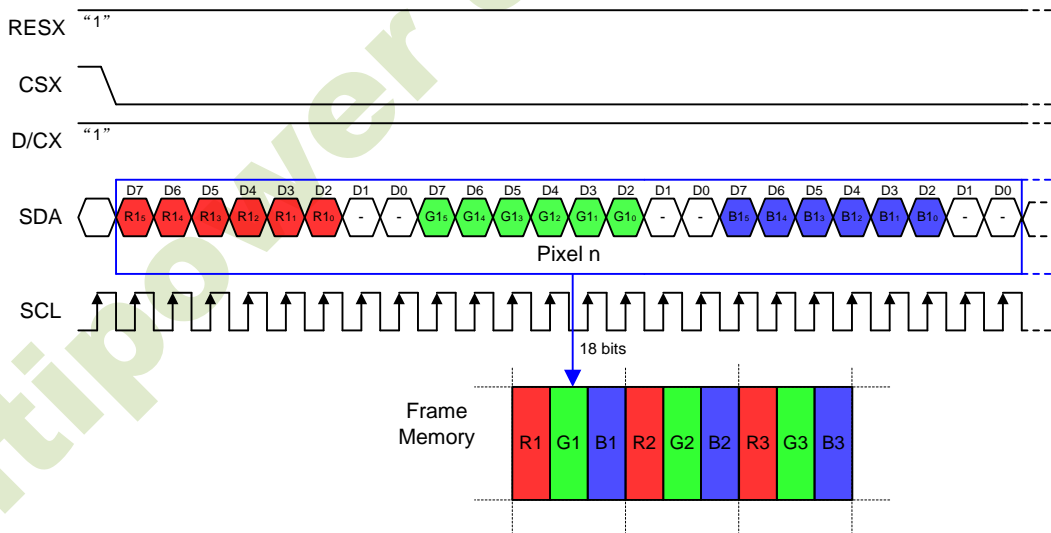 RESX “1”
CSX
D/CX “1”
D7 D6 D5 D4 D3 D2 D1 D0 D7 D6 D5 D4 D3 D2 D1 D0 D7 D6 D5 D4 D3 D2 D1 D0
SDA R1₅ R1₄ R1₃ R1₂ R1₁ R1₀ - - G1₅ G1₄ G1₃ G1₂ G1₁ G1₀ - - B1₅ B1₄ B1₃ B1₂ B1₁ B1₀ - -
Pixel n
SCL
18 bits
Frame
Memory
R1 G1 B1 R2 G2 B2 R3 G3 B3
tipower